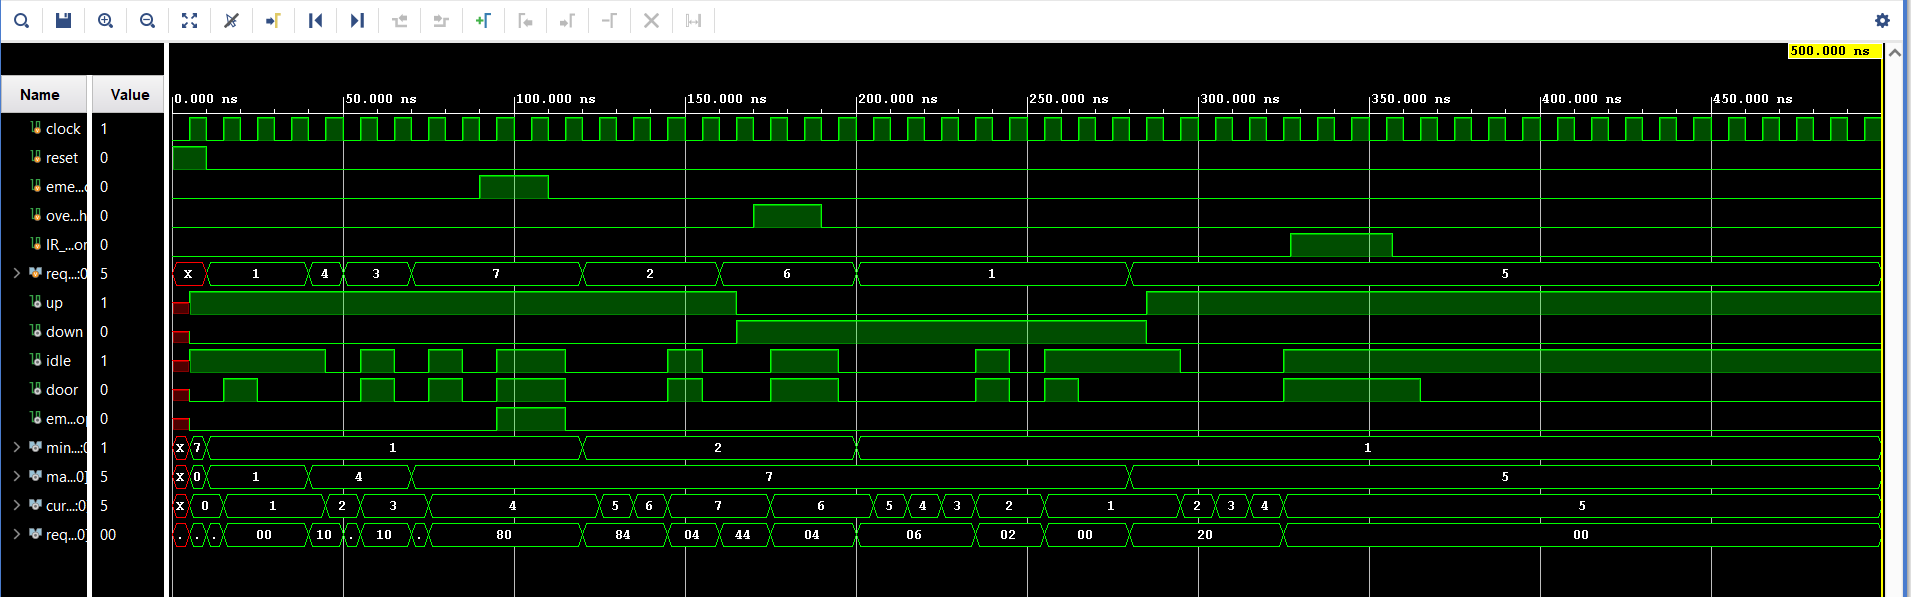 500.000 ns
Name Value
0.000 ns 50.000 ns 100.000 ns 150.000 ns 200.000 ns 250.000 ns 300.000 ns 350.000 ns 400.000 ns 450.000 ns
clock 1
reset 0
eme...c 0
ove...h 0
IR_...or 0
req...:0 5 X 1 4 3 7 2 6 1 5
up 1
down 0
idle 1
door 0
em...op 0
min...:0 1 X 7 1 2 1
ma...0] 5 X 0 1 4 7 5
cur...:0 5 X 0 1 2 3 4 5 6 7 6 5 4 3 2 1 2 3 4 5
req...0] 00 . . . 00 10 . 10 . 80 84 04 44 04 06 02 00 20 00